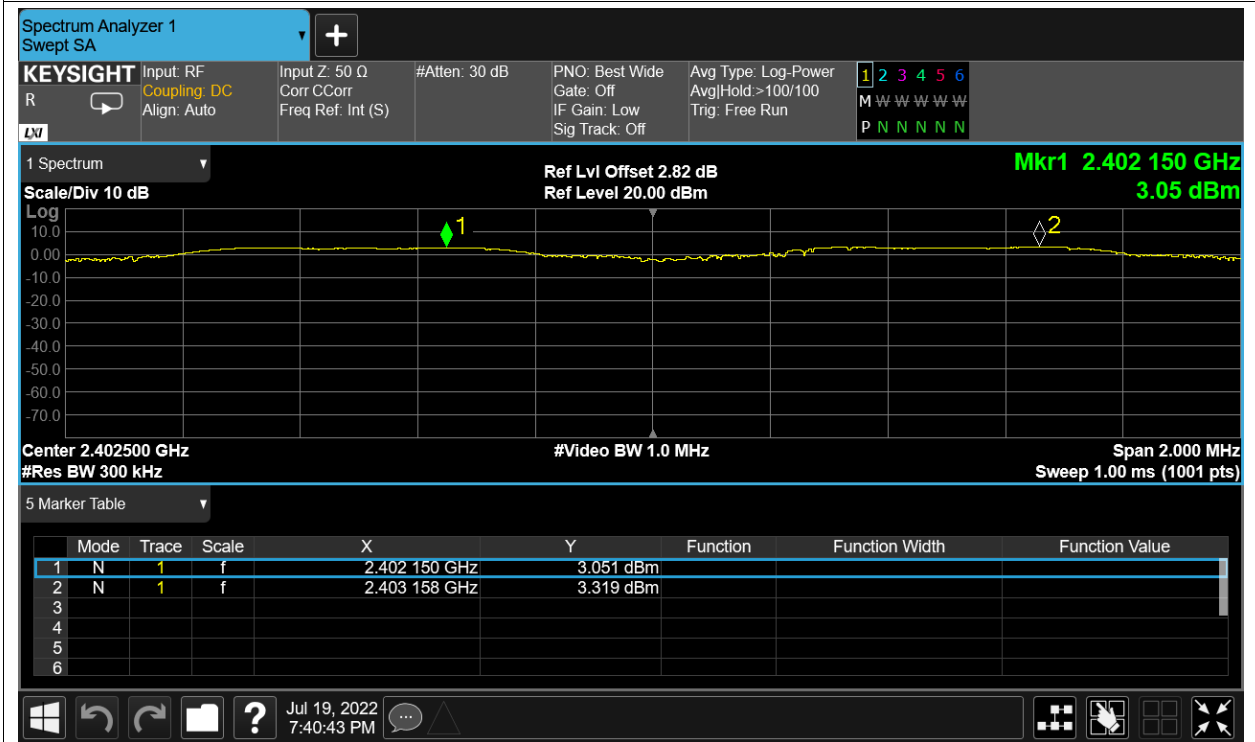 Spectrum Analyzer 1
Swept SA
+
KEYSIGHT Input: RF Input Z: 50 Ω #Atten: 30 dB PNO: Best Wide Avg Type: Log-Power 1 2 3 4 5 6
R Coupling: DC Corr CCorr Gate: Off Avg|Hold:>100/100 M W W W W W
Align: Auto Freq Ref: Int (S) IF Gain: Low Trig: Free Run
LXI Sig Track: Off P N N N N N
1 Spectrum Ref Lvl Offset 2.82 dB Mkr1 2.402 150 GHz
Scale/Div 10 dB Ref Level 20.00 dBm 3.05 dBm
Log
1 2
10.0
0.00
-10.0
-20.0
-30.0
-40.0
-50.0
-60.0
-70.0
Center 2.402500 GHz #Video BW 1.0 MHz Span 2.000 MHz
#Res BW 300 kHz Sweep 1.00 ms (1001 pts)
5 Marker Table
Mode Trace Scale X Y Function Function Width Function Value
1 N 1 f 2.402 150 GHz 3.051 dBm
2 N 1 f 2.403 158 GHz 3.319 dBm
3
4
5
6
? Jul 19, 2022
7:40:43 PM